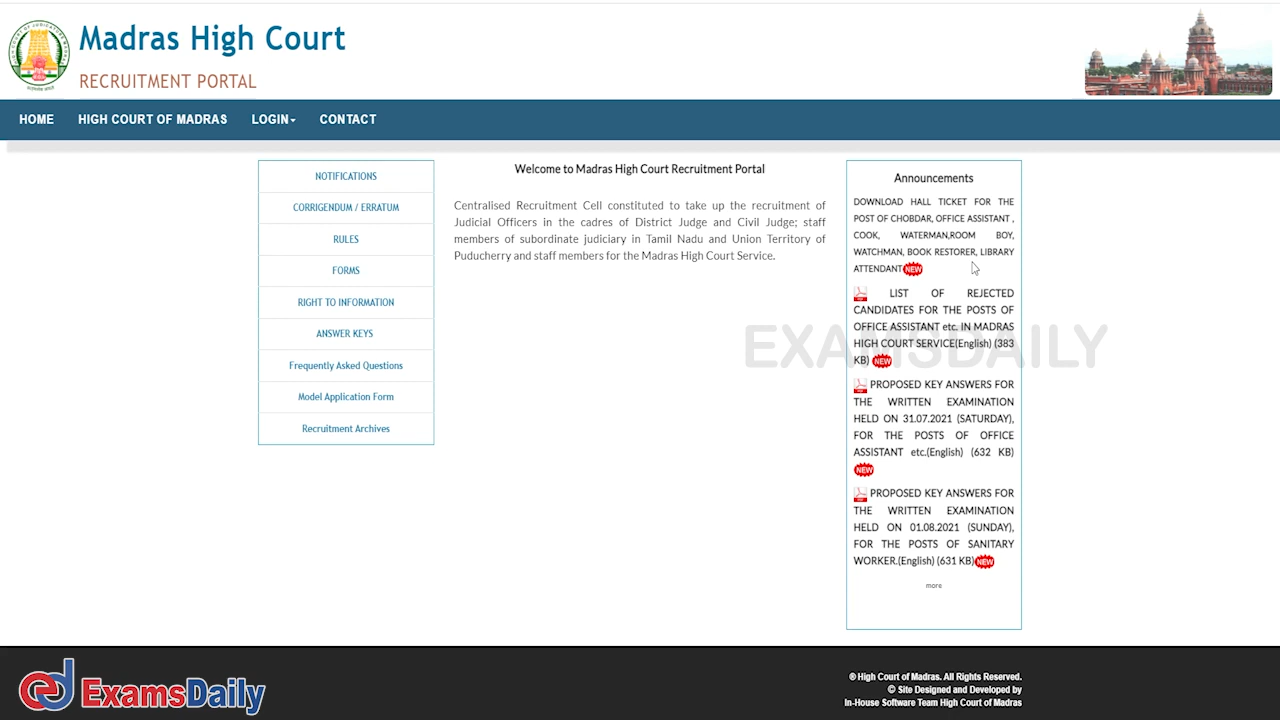 Madras High Court
RECRUITMENT PORTAL
HOME HIGH COURT OF MADRAS LOGIN CONTACT
NOTIFICATIONS
CORRIGENDUM / ERRATUM
RULES
FORMS
RIGHT TO INFORMATION
ANSWER KEYS
Frequently Asked Questions
Model Application Form
Recruitment Archives
Welcome to Madras High Court Recruitment Portal
Centralised Recruitment Cell constituted to take up the recruitment of
Judicial Officers in the cadres of District Judge and Civil Judge; staff
members of subordinate judiciary in Tamil Nadu and Union Territory of
Puducherry and staff members for the Madras High Court Service.
Announcements
DOWNLOAD HALL TICKET FOR THE
POST OF CHOBDAR, OFFICE ASSISTANT ,
COOK, WATERMAN,ROOM BOY,
WATCHMAN, BOOK RESTORER, LIBRARY
ATTENDANT NEW
LIST OF REJECTED
CANDIDATES FOR THE POSTS OF
OFFICE ASSISTANT etc. IN MADRAS
HIGH COURT SERVICE(English) (383
KB) NEW
PROPOSED KEY ANSWERS FOR
THE WRITTEN EXAMINATION
HELD ON 31.07.2021 (SATURDAY),
FOR THE POSTS OF OFFICE
ASSISTANT etc.(English) (632 KB)
NEW
PROPOSED KEY ANSWERS FOR
THE WRITTEN EXAMINATION
HELD ON 01.08.2021 (SUNDAY),
FOR THE POSTS OF SANITARY
WORKER.(English) (631 KB) NEW
more
EXAMSDAILY
ExamsDaily
® High Court of Madras. All Rights Reserved.
© Site Designed and Developed by
In-House Software Team High Court of Madras